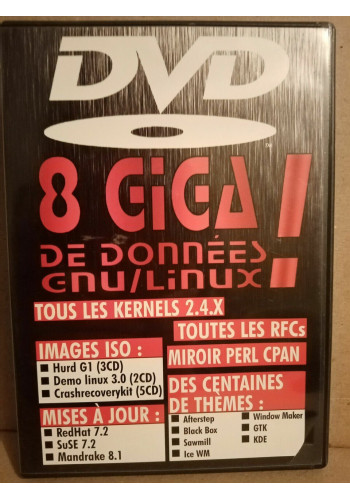 DVD
TM
8 GiGA !
DE DONNÉES
GNU/LiNUX
TOUS LES KERNELS 2.4.X
TOUTES LES RFCs
IMAGES ISO :
Hurd G1 (3CD)
Demo linux 3.0 (2CD)
Crashrecoverykit (5CD)
MISES À JOUR :
RedHat 7.2
SuSE 7.2
Mandrake 8.1
MIROIR PERL CPAN
DES CENTAINES
DE THÈMES :
Afterstep
Black Box
Sawmill
Ice WM
Window Maker
GTK
KDE